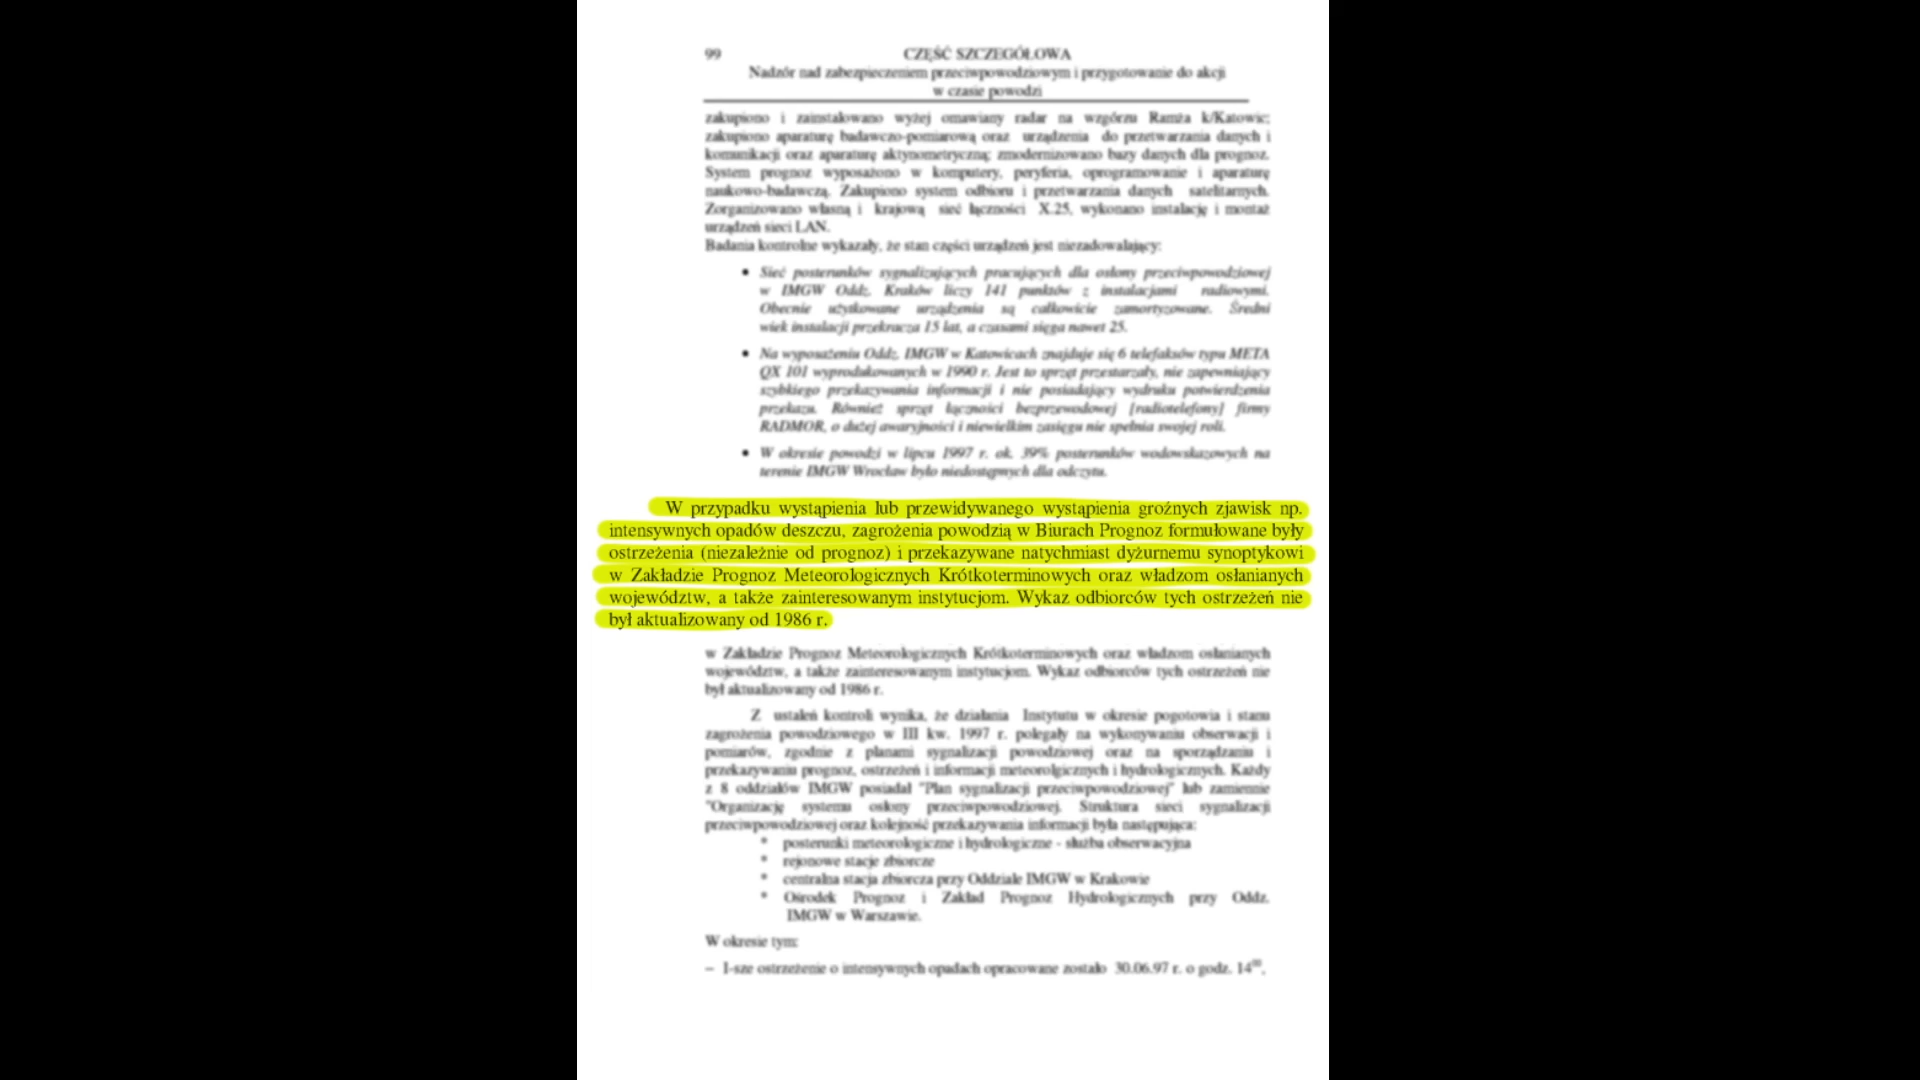 99 CZĘŚĆ SZCZEGÓŁOWA
Nadzór nad zabezpieczeniem przeciwpowodziowym i przygotowanie do akcji
w czasie powodzi
zakupiono i zainstalowano wyżej omawiany radar na wzgórzu Ramża k/Katowic;
zakupiono aparaturę badawczo-pomiarową oraz urządzenia do przetwarzania danych i
komunikacji oraz aparaturę aktynometryczną; zmodernizowano bazy danych dla prognoz.
System prognoz wyposażono w komputery, peryferia, oprogramowanie i aparaturę
naukowo-badawczą. Zakupiono system odbioru i przetwarzania danych satelitarnych.
Zorganizowano własną i krajową sieć łączności X.25, wykonano instalację i montaż
urządzeń sieci LAN.
Badania kontrolne wykazały, że stan części urządzeń jest niezadowalający:
• Sieć posterunków sygnalizujących pracujących dla osłony przeciwpowodziowej
w IMGW Oddz. Kraków liczy 141 punktów z instalacjami radiowymi.
Obecnie użytkowane urządzenia są całkowicie zamortyzowane. Średni
wiek instalacji przekracza 15 lat, a czasami sięga nawet 25.
• Na wyposażeniu Oddz. IMGW w Katowicach znajduje się 6 telefaksów typu META
QX 101 wyprodukowanych w 1990 r. Jest to sprzęt przestarzały, nie zapewniający
szybkiego przekazywania informacji i nie posiadający wydruku potwierdzenia
przekazu. Również sprzęt łączności bezprzewodowej [radiotelefony] firmy
RADMOR, o dużej awaryjności i niewielkim zasięgu nie spełnia swojej roli.
• W okresie powodzi w lipcu 1997 r. ok. 39% posterunków wodowskazowych na
terenie IMGW Wrocław było niedostępnych dla odczytu.
W przypadku wystąpienia lub przewidywanego wystąpienia groźnych zjawisk np.
intensywnych opadów deszczu, zagrożenia powodzią w Biurach Prognoz formułowane były
ostrzeżenia (niezależnie od prognoz) i przekazywane natychmiast dyżurnemu synoptykowi
w Zakładzie Prognoz Meteorologicznych Krótkoterminowych oraz władzom osłanianych
województw, a także zainteresowanym instytucjom. Wykaz odbiorców tych ostrzeżeń nie
był aktualizowany od 1986 r.
w Zakładzie Prognoz Meteorologicznych Krótkoterminowych oraz władzom osłanianych
województw, a także zainteresowanym instytucjom. Wykaz odbiorców tych ostrzeżeń nie
był aktualizowany od 1986 r.
Z ustaleń kontroli wynika, że działania Instytutu w okresie pogotowia i stanu
zagrożenia powodziowego w III kw. 1997 r. polegały na wykonywaniu obserwacji i
pomiarów, zgodnie z planami sygnalizacji powodziowej oraz na sporządzaniu i
przekazywaniu prognoz, ostrzeżeń i informacji meteorolgicznych i hydrologicznych. Każdy
z 8 oddziałów IMGW posiadał "Plan sygnalizacji przeciwpowodziowej" lub zamiennie
"Organizację systemu osłony przeciwpowodziowej. Struktura sieci sygnalizacji
przeciwpowodziowej oraz kolejność przekazywania informacji była następująca:
* posterunki meteorologiczne i hydrologiczne - służba obserwacyjna
* rejonowe stacje zbiorcze
* centralna stacja zbiorcza przy Oddziale IMGW w Krakowie
* Ośrodek Prognoz i Zakład Prognoz Hydrologicznych przy Oddz.
IMGW w Warszawie.
W okresie tym:
– I-sze ostrzeżenie o intensywnych opadach opracowane zostało 30.06.97 r. o godz. 14⁰⁰,